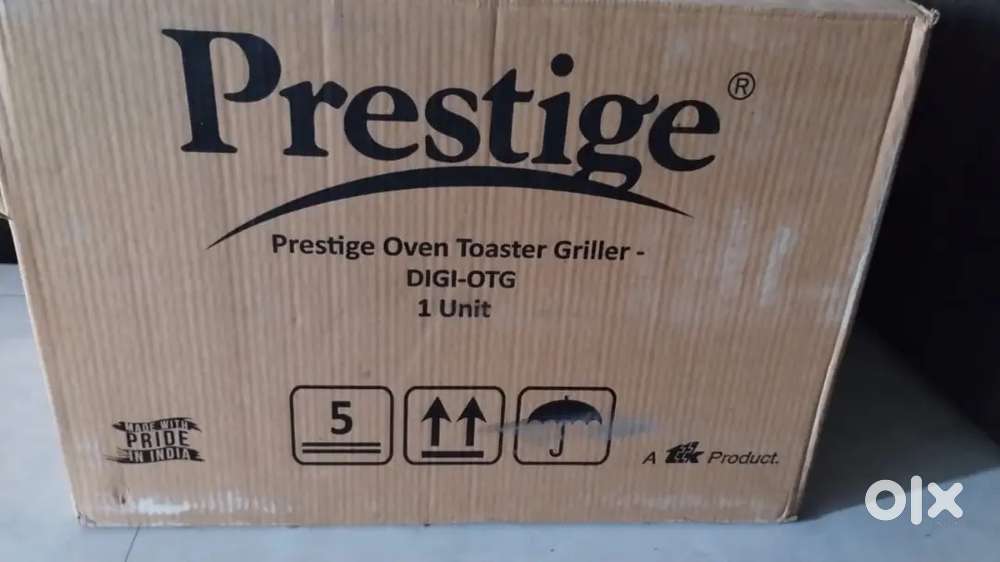 Prestige®
Prestige Oven Toaster Griller -
DIGI-OTG
1 Unit
5
MADE WITH
PRIDE
IN INDIA
A TTK Product.
olx